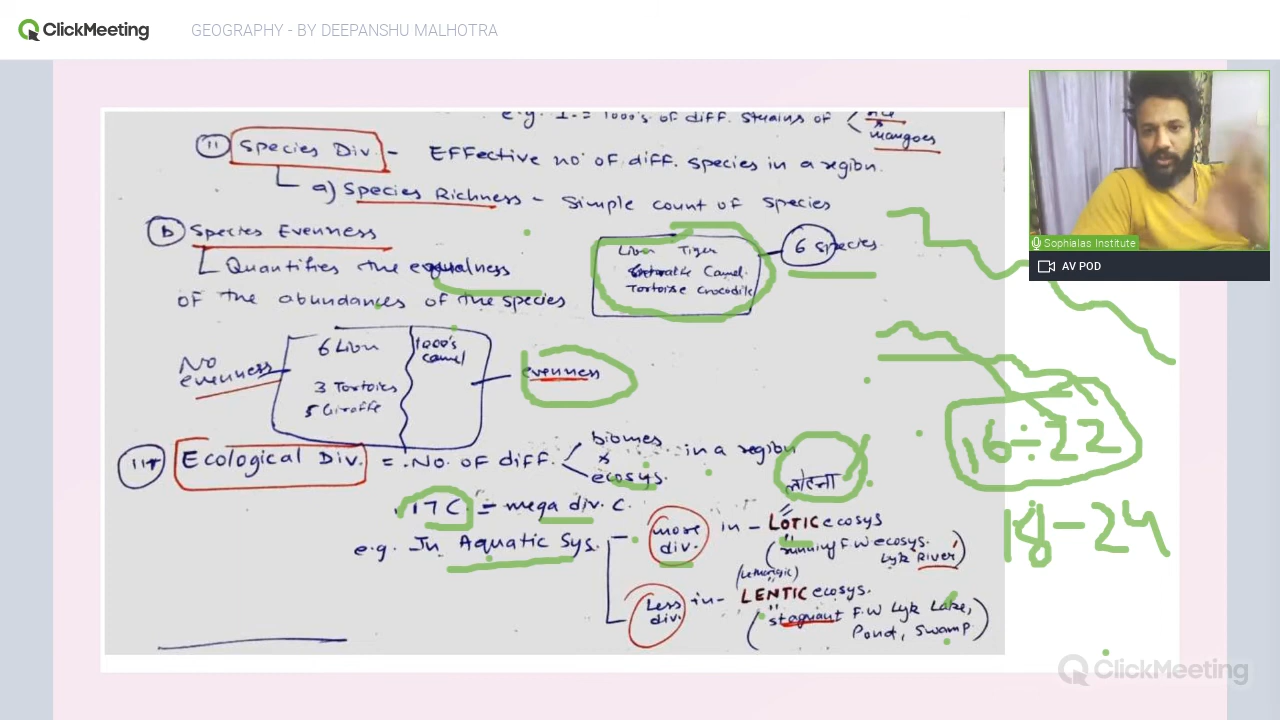 ClickMeeting
GEOGRAPHY - BY DEEPANSHU MALHOTRA
e.g. I = 1000's of diff. strains of
mangoes
(II) Species Div. - Effective no. of diff. species in a region.
a) Species Richness - Simple count of species
(b) Species Evenness
Quantifies the equalness
of the abundances of the species
Lion Tiger
Camel
Tortoise Crocodile
6 species
No
evenness
6 Lion
3 Tortoies
5 Giraffe
1000's
camel
evenness
(III) Ecological Div. = No. of diff. biomes in a region
ecosys.
17 C = mega div. C.
e.g. In Aquatic Sys.
more
div. in - LOTIC ecosys
(running F.W ecosys.
Lyk River)
(Lethargic)
Less
div. in - LENTIC ecosys.
(stagnant F.W Lyk Lake,
Pond, Swamp)
16 ÷ 22
18-24
Sophialas Institute
AV POD
ClickMeeting